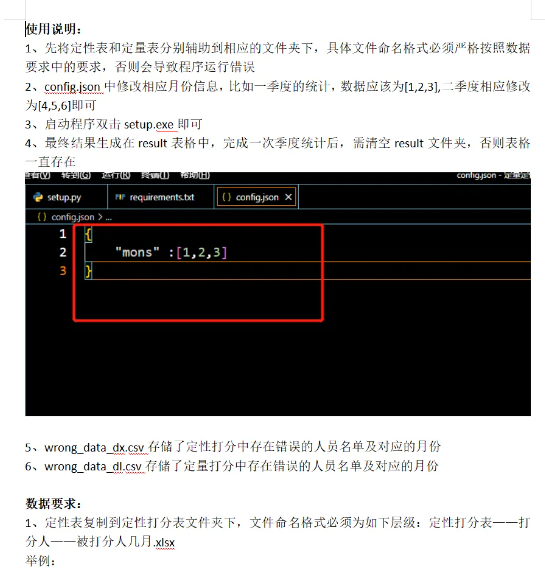 使用说明：
1、先将定性表和定量表分别辅助到相应的文件夹下，具体文件命名格式必须严格按照数据
要求中的要求，否则会导致程序运行错误
2、config.json 中修改相应月份信息，比如一季度的统计，数据应该为[1,2,3],二季度相应修改
为[4,5,6]即可
3、启动程序双击 setup.exe 即可
4、最终结果生成在 result 表格中，完成一次季度统计后，需清空 result 文件夹，否则表格
一直存在
查看(V) 转到(G) 运行(R) 终端(T) 帮助(H) config.json - 定量定
setup.py requirements.txt {} config.json ×
{} config.json > ...
1 {
2 "mons" :[1,2,3]
3 }
5、wrong_data_dx.csv 存储了定性打分中存在错误的人员名单及对应的月份
6、wrong_data_dl.csv 存储了定量打分中存在错误的人员名单及对应的月份
数据要求：
1、定性表复制到定性打分表文件夹下，文件命名格式必须为如下层级：定性打分表——打
分人——被打分人几月.xlsx
举例：